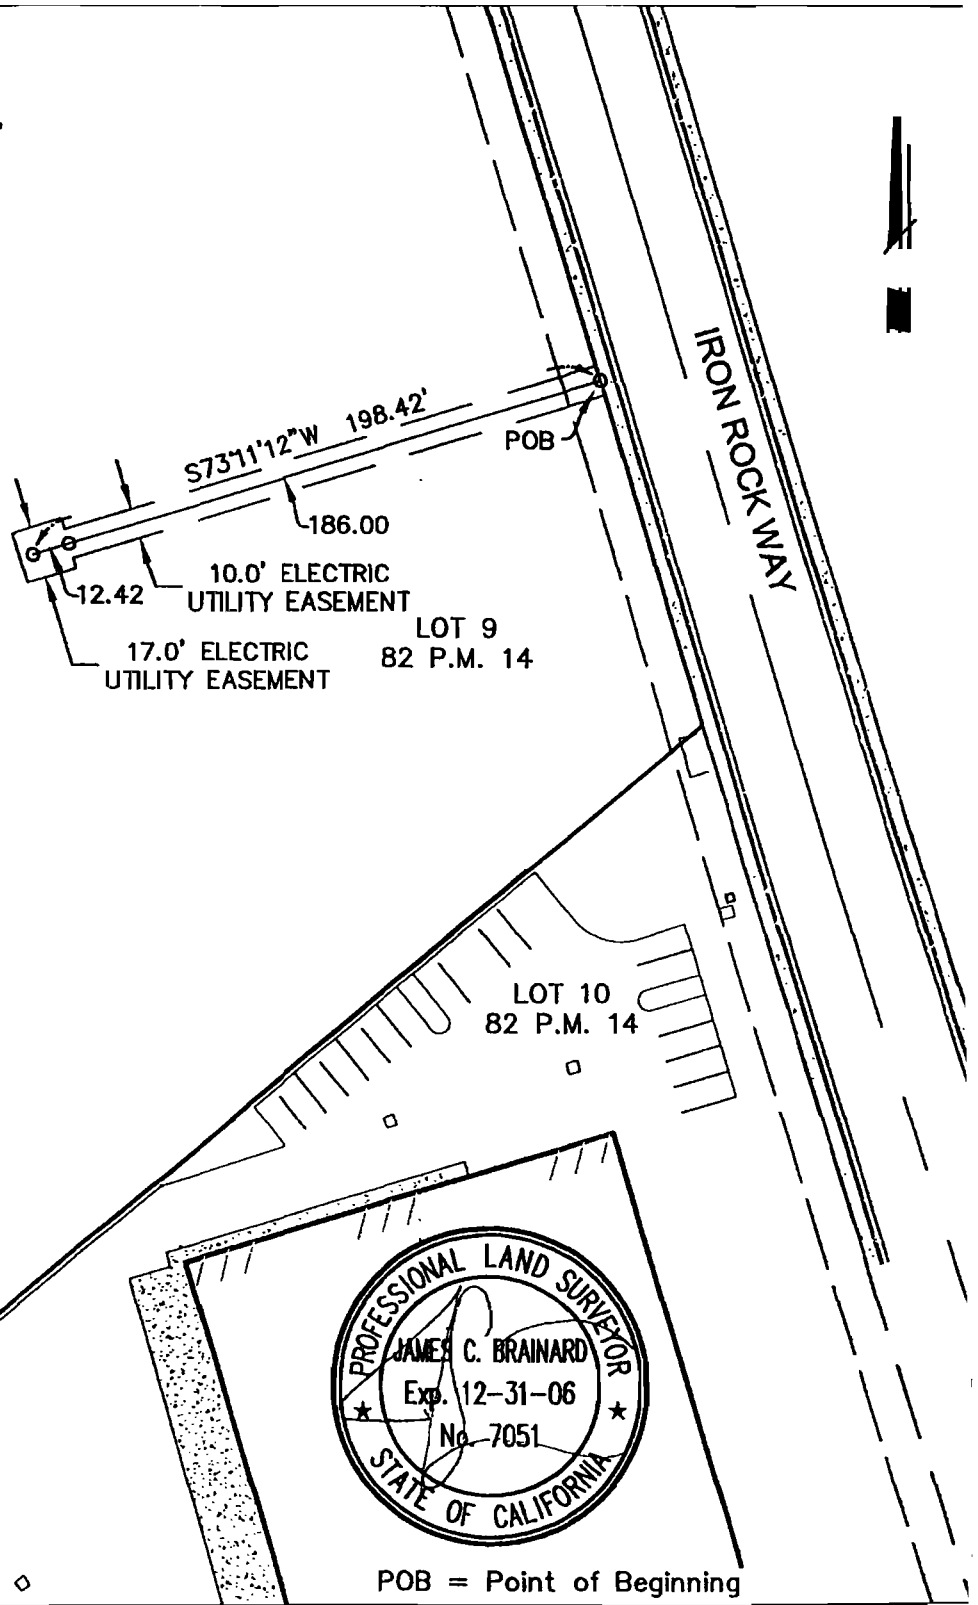 IRON ROCK WAY
S73°11'12"W 198.42'
POB
186.00
12.42
10.0' ELECTRIC
UTILITY EASEMENT
17.0' ELECTRIC
UTILITY EASEMENT
LOT 9
82 P.M. 14
LOT 10
82 P.M. 14
PROFESSIONAL LAND SURVEYOR
JAMES C. BRAINARD
Exp. 12-31-06
No. 7051
STATE OF CALIFORNIA
POB = Point of Beginning